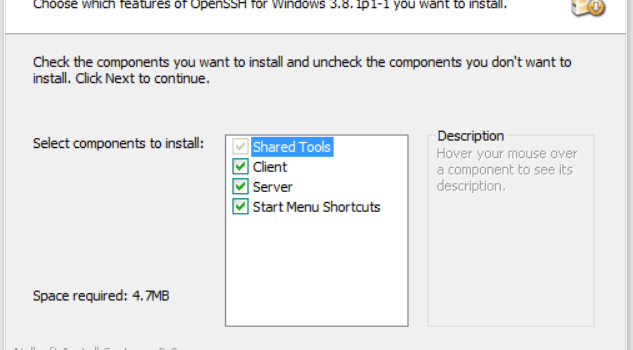 Choose which features of OpenSSH for Windows 3.8.1p1-1 you want to install.
Check the components you want to install and uncheck the components you don't want to
install. Click Next to continue.
Select components to install:
Shared Tools
Client
Server
Start Menu Shortcuts
Description
Hover your mouse over
a component to see its
description.
Space required: 4.7MB